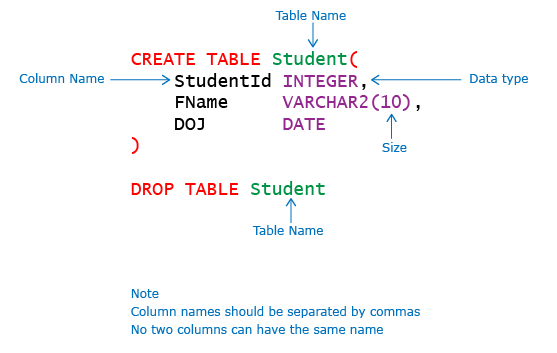 Table Name
CREATE TABLE Student(
Column Name StudentId INTEGER, Data type
FName VARCHAR2(10),
DOJ DATE
)
Size
DROP TABLE Student
Table Name
Note
Column names should be separated by commas
No two columns can have the same name